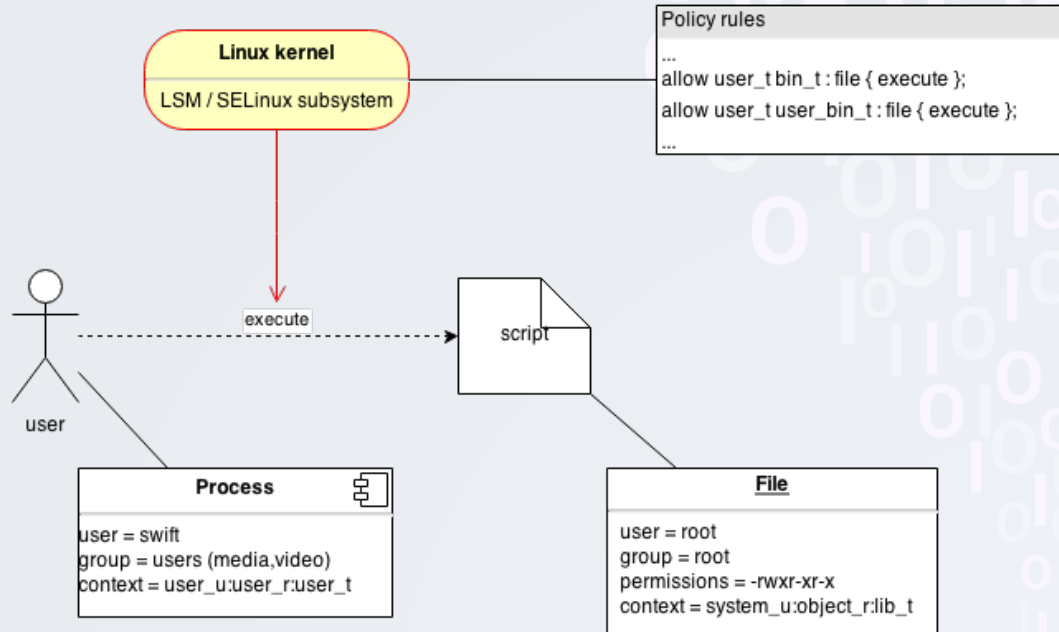 Policy rules
...
allow user_t bin_t : file { execute };
allow user_t user_bin_t : file { execute };
...
Linux kernel
LSM / SELinux subsystem
execute
script
user
Process
user = swift
group = users (media,video)
context = user_u:user_r:user_t
File
user = root
group = root
permissions = -rwxr-xr-x
context = system_u:object_r:lib_t